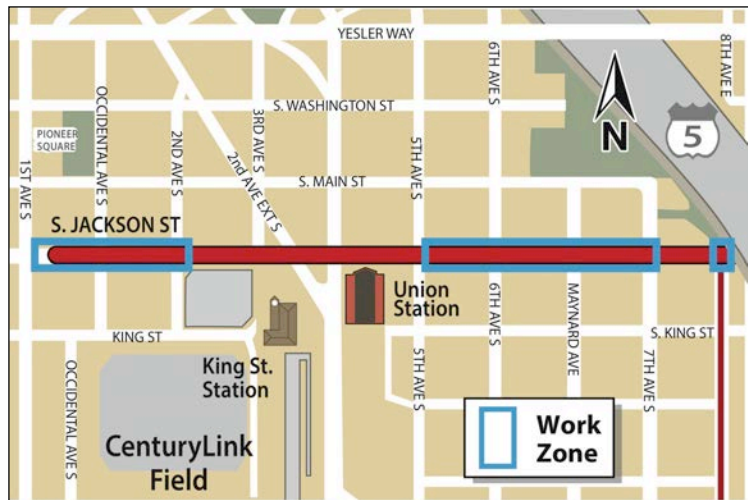 YESLER WAY
6TH AVE S
8TH AVE E
OCCIDENTAL AVE S
S. WASHINGTON ST
3RD AVE S
N
5
PIONEER
SQUARE
2ND AVE S
2nd AVE EXT S
5TH AVE S
1ST AVE S
S. MAIN ST
S. JACKSON ST
Union
Station
6TH AVE S
MAYNARD AVE
KING ST
S. KING ST
5TH AVE S
7TH AVE S
King St.
Station
OCCIDENTAL AVE S
CenturyLink
Field
Work
Zone